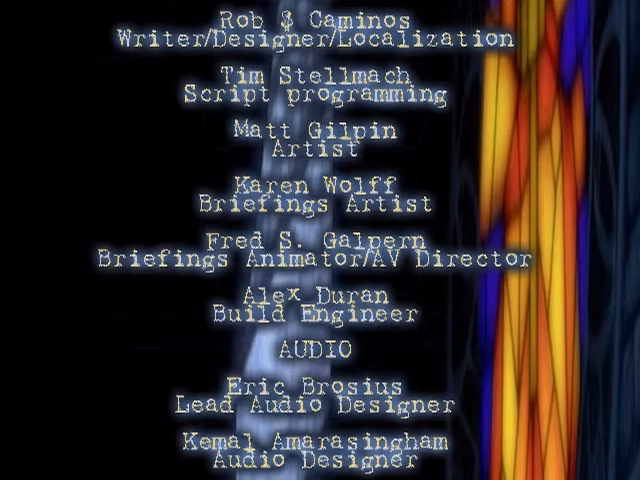 Rob $ Caminos
Writer/Designer/Localization
Tim Stellmach
Script programming
Matt Gilpin
Artist
Karen Wolff
Briefings Artist
Fred S. Galpern
Briefings Animator/AV Director
Alex Duran
Build Engineer
AUDIO
Eric Brosius
Lead Audio Designer
Kemal Amarasingham
Audio Designer